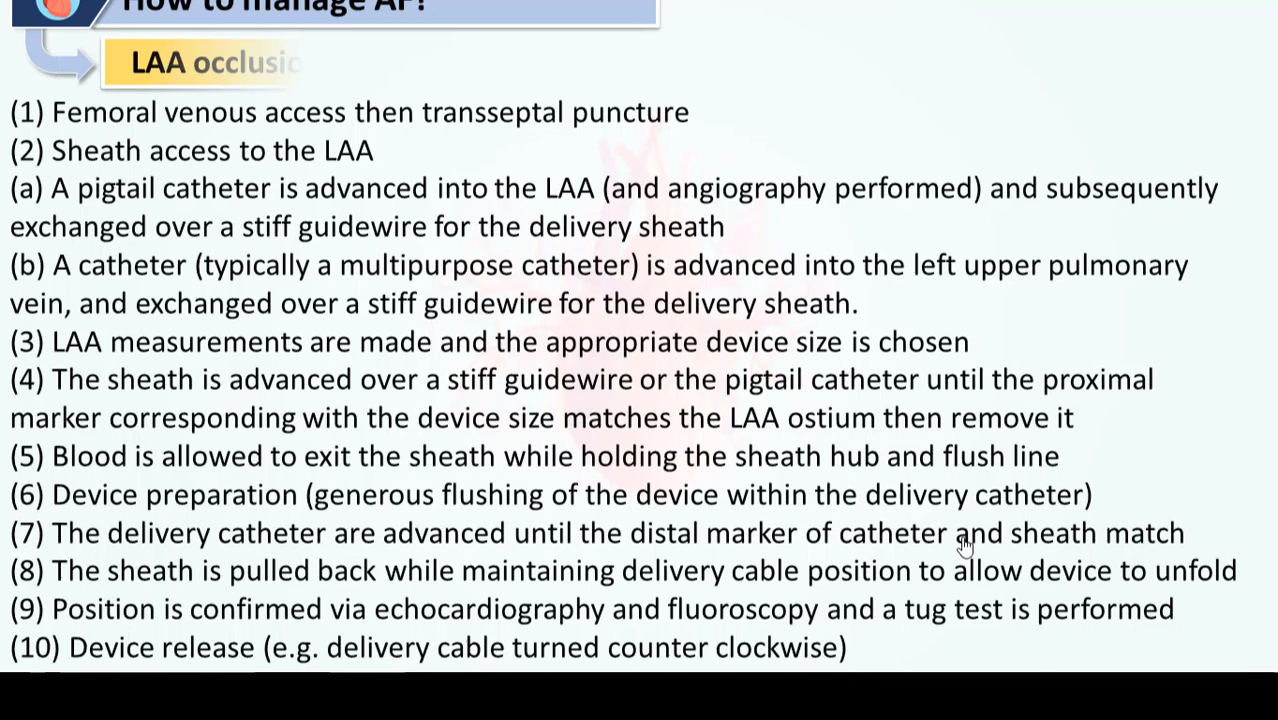 How to manage AF?
LAA occlusio
(1) Femoral venous access then transseptal puncture
(2) Sheath access to the LAA
(a) A pigtail catheter is advanced into the LAA (and angiography performed) and subsequently
exchanged over a stiff guidewire for the delivery sheath
(b) A catheter (typically a multipurpose catheter) is advanced into the left upper pulmonary
vein, and exchanged over a stiff guidewire for the delivery sheath.
(3) LAA measurements are made and the appropriate device size is chosen
(4) The sheath is advanced over a stiff guidewire or the pigtail catheter until the proximal
marker corresponding with the device size matches the LAA ostium then remove it
(5) Blood is allowed to exit the sheath while holding the sheath hub and flush line
(6) Device preparation (generous flushing of the device within the delivery catheter)
(7) The delivery catheter are advanced until the distal marker of catheter and sheath match
(8) The sheath is pulled back while maintaining delivery cable position to allow device to unfold
(9) Position is confirmed via echocardiography and fluoroscopy and a tug test is performed
(10) Device release (e.g. delivery cable turned counter clockwise)